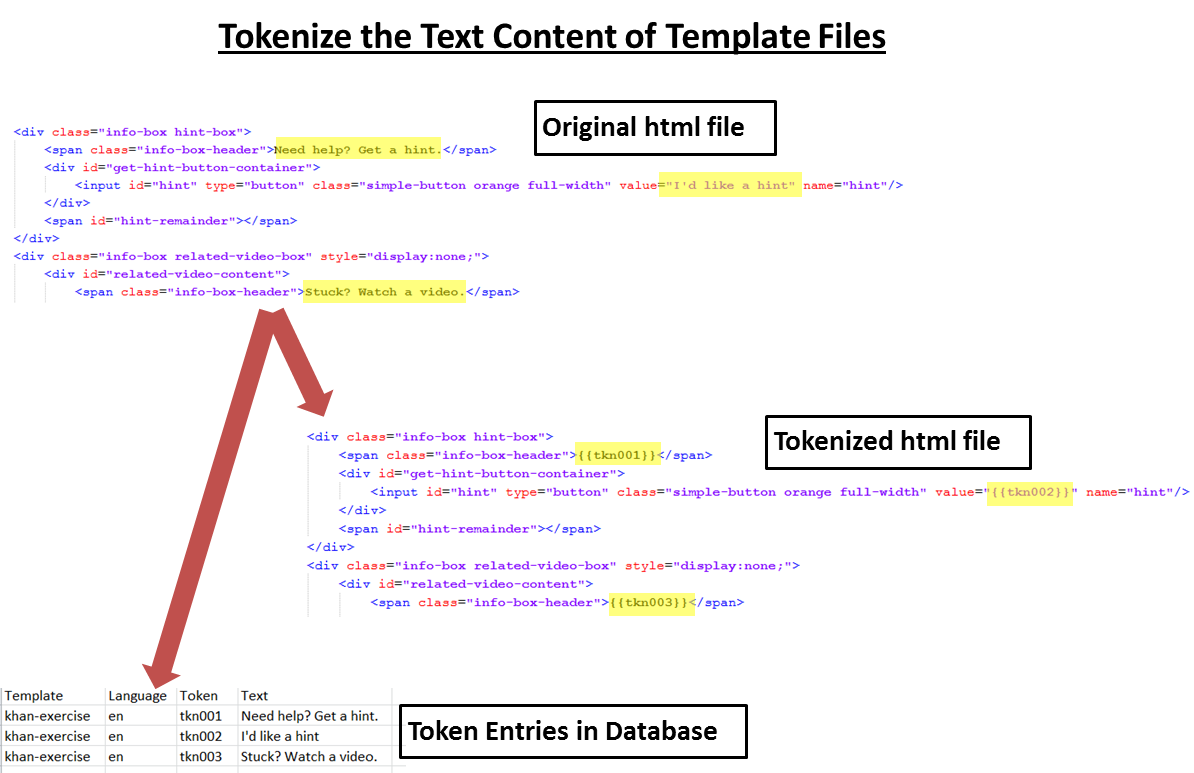 Tokenize the Text Content of Template Files
Original html file
<div class="info-box hint-box">
<span class="info-box-header">Need help? Get a hint.</span>
<div id="get-hint-button-container">
<input id="hint" type="button" class="simple-button orange full-width" value="I'd like a hint" name="hint"/>
</div>
<span id="hint-remainder"></span>
</div>
<div class="info-box related-video-box" style="display:none;">
<div id="related-video-content">
<span class="info-box-header">Stuck? Watch a video.</span>
Tokenized html file
<div class="info-box hint-box">
<span class="info-box-header">{{tkn001}}</span>
<div id="get-hint-button-container">
<input id="hint" type="button" class="simple-button orange full-width" value="{{tkn002}}" name="hint"/>
</div>
<span id="hint-remainder"></span>
</div>
<div class="info-box related-video-box" style="display:none;">
<div id="related-video-content">
<span class="info-box-header">{{tkn003}}</span>
Template Language Token Text
khan-exercise en tkn001 Need help? Get a hint.
khan-exercise en tkn002 I'd like a hint
khan-exercise en tkn003 Stuck? Watch a video.
Token Entries in Database